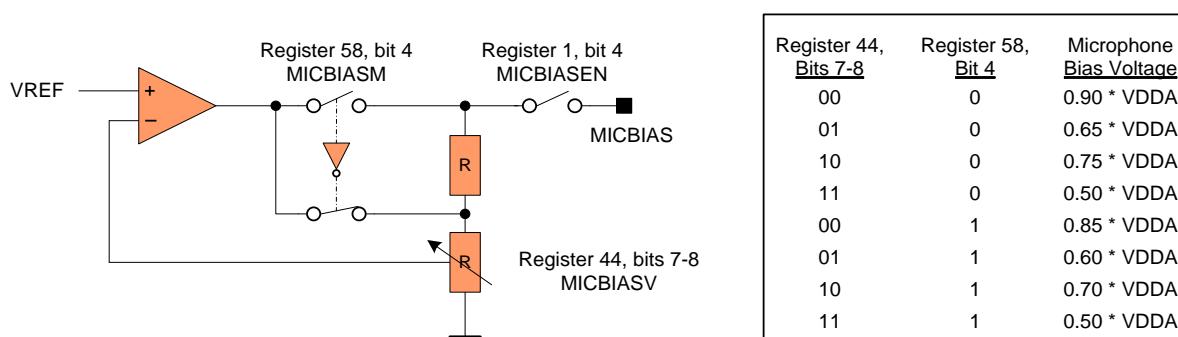 Register 58, bit 4
MICBIASM
Register 1, bit 4
MICBIASEN
VREF
+
−
MICBIAS
R
R
Register 44, bits 7-8
MICBIASV
Register 44, Register 58, Microphone
Bits 7-8 Bit 4 Bias Voltage
00 0 0.90 * VDDA
01 0 0.65 * VDDA
10 0 0.75 * VDDA
11 0 0.50 * VDDA
00 1 0.85 * VDDA
01 1 0.60 * VDDA
10 1 0.70 * VDDA
11 1 0.50 * VDDA